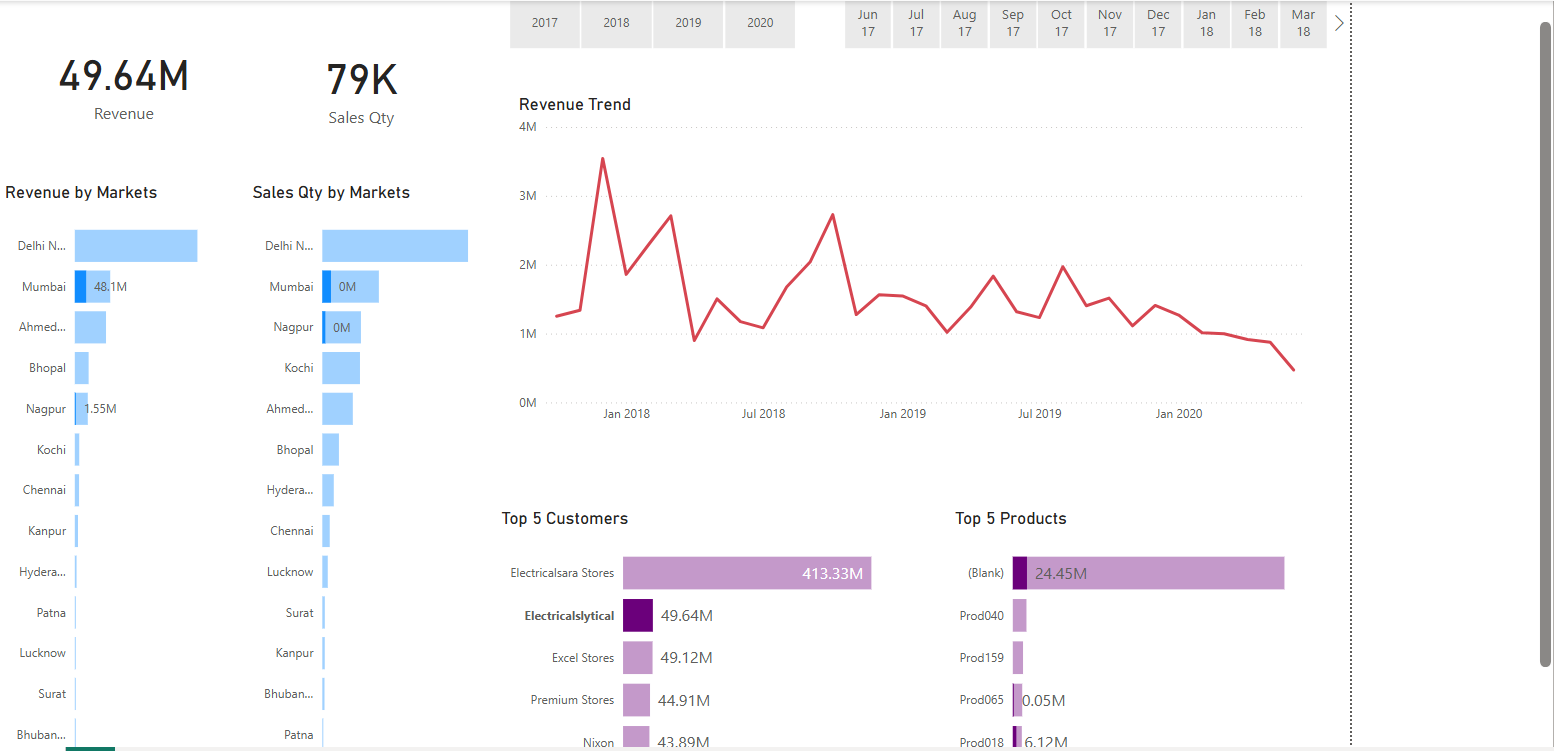 2017 2018 2019 2020
Jun Jul Aug Sep Oct Nov Dec Jan Feb Mar
17 17 17 17 17 17 17 18 18 18
49.64M
Revenue
79K
Sales Qty
Revenue by Markets
Delhi N...
Mumbai 48.1M
Ahmed...
Bhopal
Nagpur 1.55M
Kochi
Chennai
Kanpur
Hydera...
Patna
Lucknow
Surat
Bhuban...
Sales Qty by Markets
Delhi N...
Mumbai 0M
Nagpur 0M
Kochi
Ahmed...
Bhopal
Hydera...
Chennai
Lucknow
Surat
Kanpur
Bhuban...
Patna
Revenue Trend
4M
3M
2M
1M
0M
Jan 2018 Jul 2018 Jan 2019 Jul 2019 Jan 2020
Top 5 Customers
Electricalsara Stores 413.33M
Electricalslytical 49.64M
Excel Stores 49.12M
Premium Stores 44.91M
Nixon 43.89M
Top 5 Products
(Blank) 24.45M
Prod040
Prod159
Prod065 0.05M
Prod018 6.12M